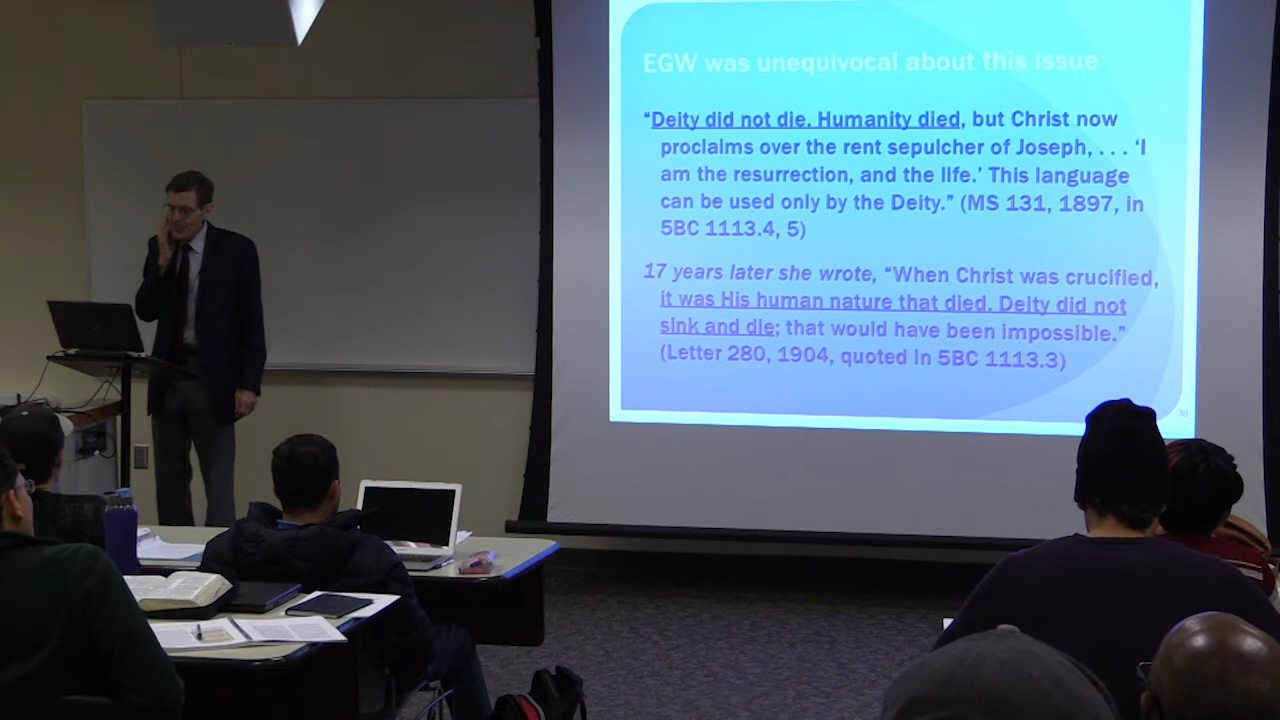 EGW was unequivocal about this issue
“Deity did not die. Humanity died, but Christ now
proclaims over the rent sepulcher of Joseph, . . . ‘I
am the resurrection, and the life.’ This language
can be used only by the Deity.” (MS 131, 1897, in
5BC 1113.4, 5)
17 years later she wrote, “When Christ was crucified,
it was His human nature that died. Deity did not
sink and die; that would have been impossible.”
(Letter 280, 1904, quoted in 5BC 1113.3)
38